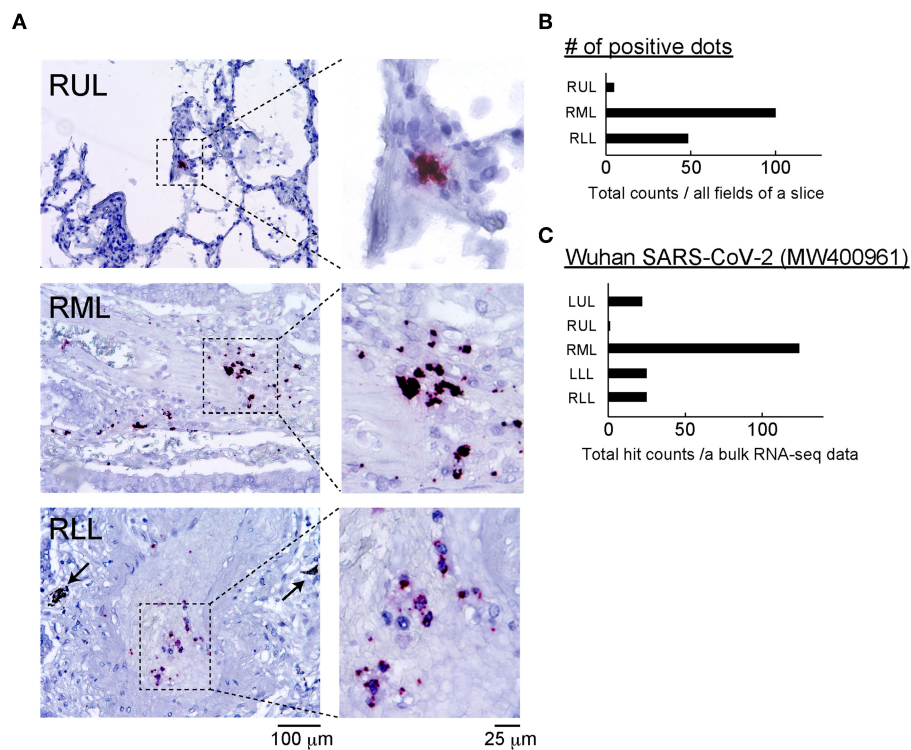 A
RUL
RML
RLL
100 μm
25 μm
B
# of positive dots
RUL
RML
RLL
0 50 100
Total counts / all fields of a slice
C
Wuhan SARS-CoV-2 (MW400961)
LUL
RUL
RML
LLL
RLL
0 50 100
Total hit counts /a bulk RNA-seq data